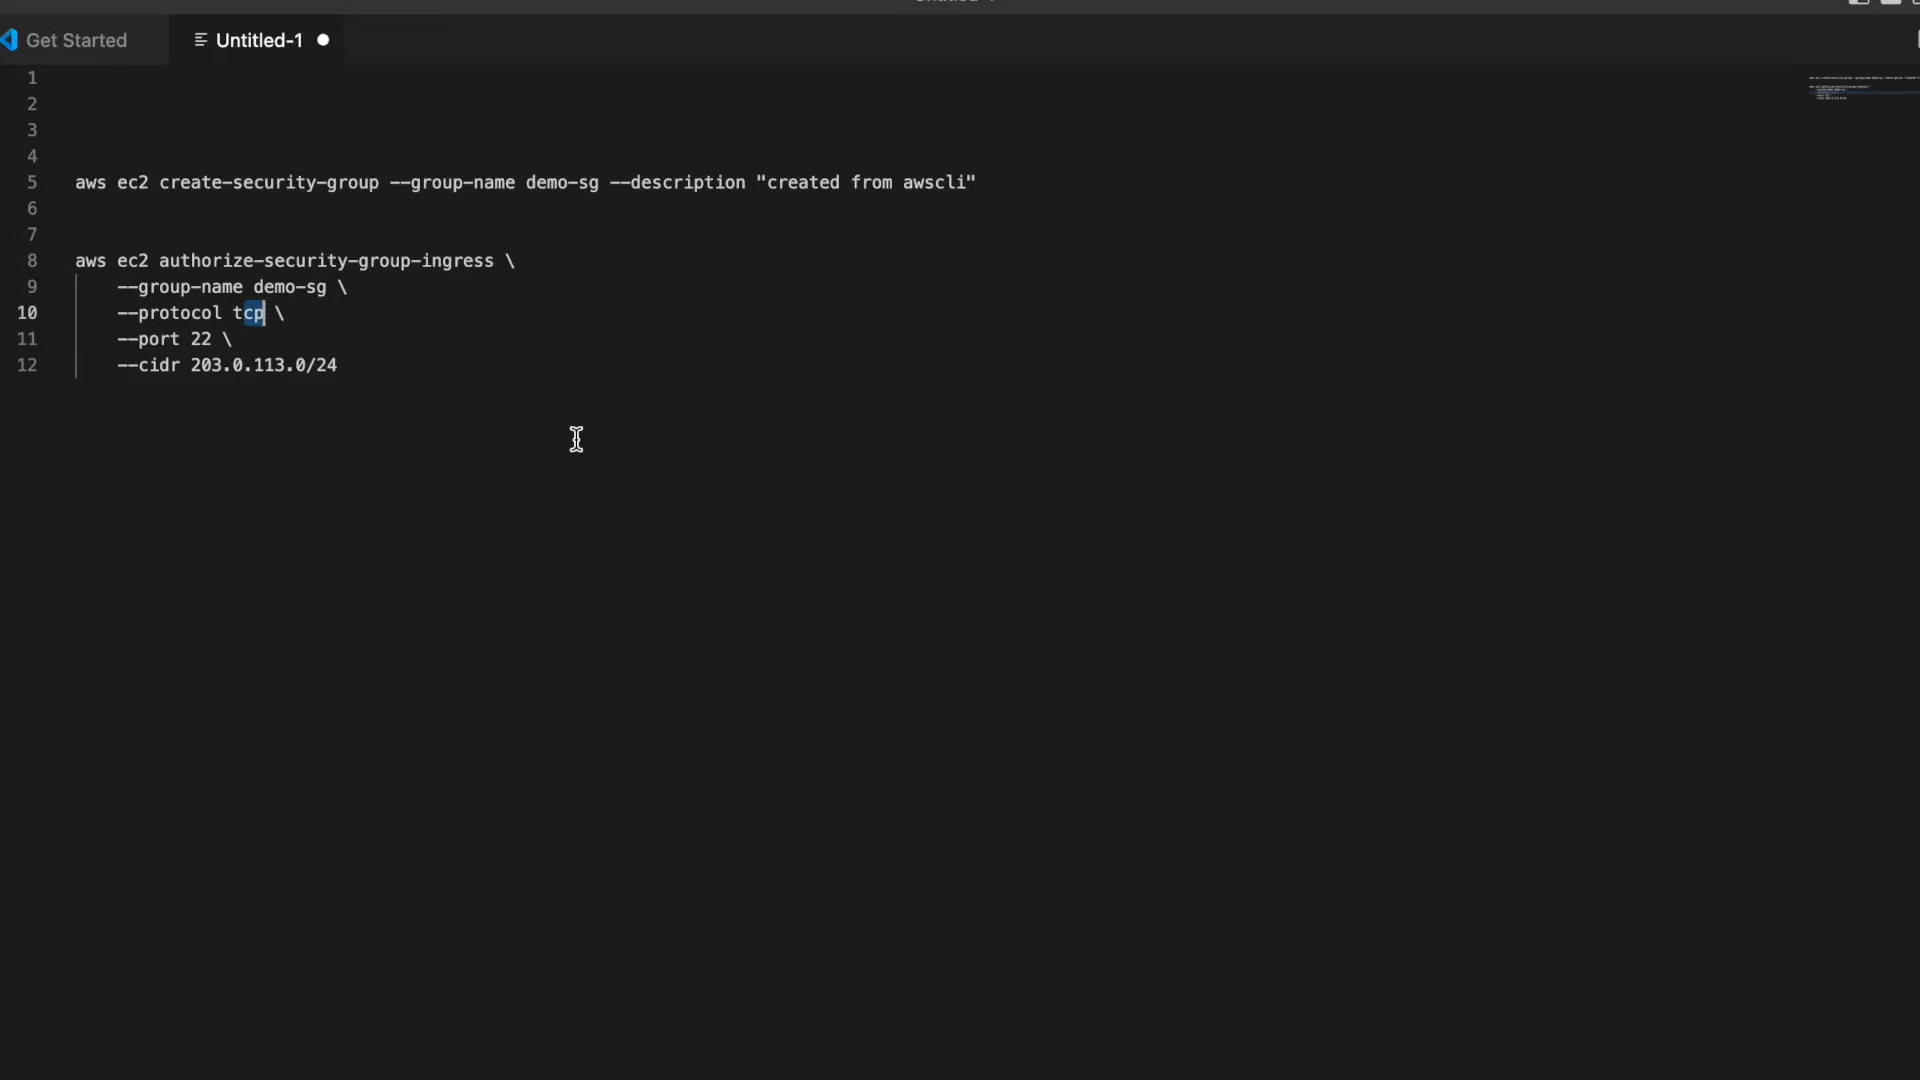 Get Started
Untitled-1
1
2
3
4
5 aws ec2 create-security-group --group-name demo-sg --description "created from awscli"
6
7
8 aws ec2 authorize-security-group-ingress \
9 --group-name demo-sg \
10 --protocol tcp \
11 --port 22 \
12 --cidr 203.0.113.0/24